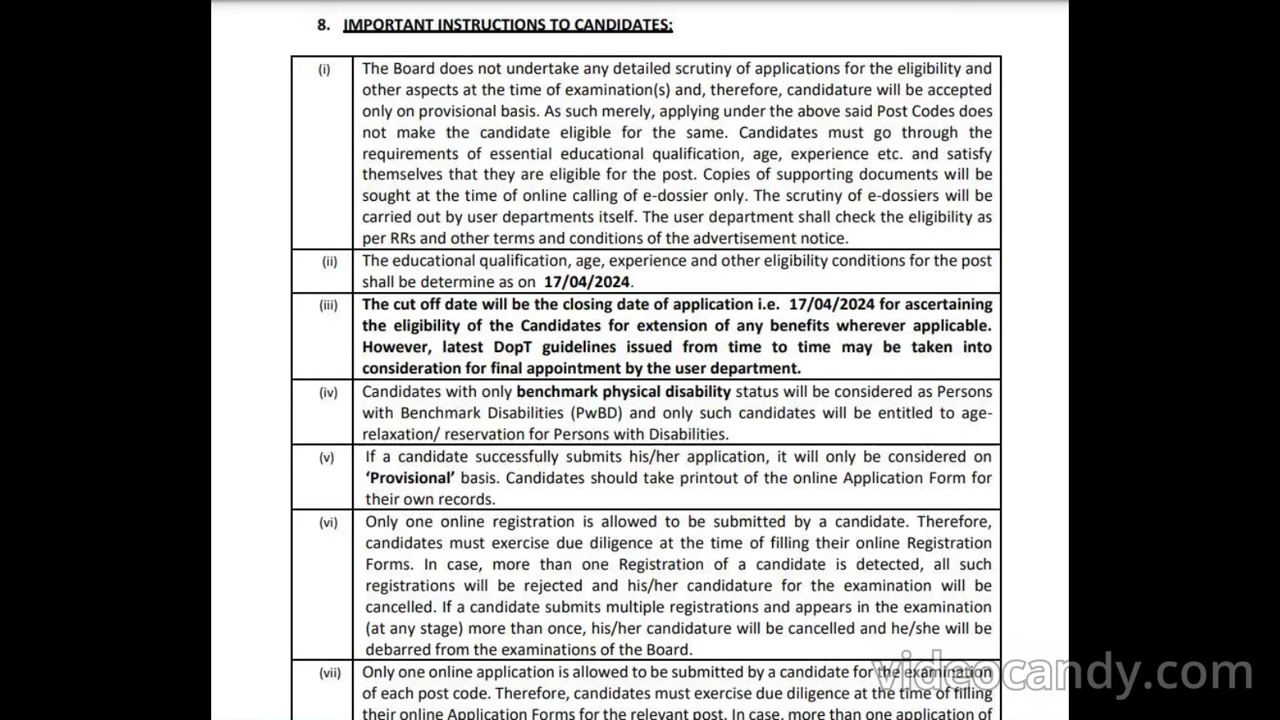 8. IMPORTANT INSTRUCTIONS TO CANDIDATES:
(i) The Board does not undertake any detailed scrutiny of applications for the eligibility and
other aspects at the time of examination(s) and, therefore, candidature will be accepted
only on provisional basis. As such merely, applying under the above said Post Codes does
not make the candidate eligible for the same. Candidates must go through the
requirements of essential educational qualification, age, experience etc. and satisfy
themselves that they are eligible for the post. Copies of supporting documents will be
sought at the time of online calling of e-dossier only. The scrutiny of e-dossiers will be
carried out by user departments itself. The user department shall check the eligibility as
per RRs and other terms and conditions of the advertisement notice.
(ii) The educational qualification, age, experience and other eligibility conditions for the post
shall be determine as on 17/04/2024.
(iii) The cut off date will be the closing date of application i.e. 17/04/2024 for ascertaining
the eligibility of the Candidates for extension of any benefits wherever applicable.
However, latest DopT guidelines issued from time to time may be taken into
consideration for final appointment by the user department.
(iv) Candidates with only benchmark physical disability status will be considered as Persons
with Benchmark Disabilities (PwBD) and only such candidates will be entitled to age-
relaxation/ reservation for Persons with Disabilities.
(v) If a candidate successfully submits his/her application, it will only be considered on
‘Provisional’ basis. Candidates should take printout of the online Application Form for
their own records.
(vi) Only one online registration is allowed to be submitted by a candidate. Therefore,
candidates must exercise due diligence at the time of filling their online Registration
Forms. In case, more than one Registration of a candidate is detected, all such
registrations will be rejected and his/her candidature for the examination will be
cancelled. If a candidate submits multiple registrations and appears in the examination
(at any stage) more than once, his/her candidature will be cancelled and he/she will be
debarred from the examinations of the Board.
(vii) Only one online application is allowed to be submitted by a candidate for the examination
of each post code. Therefore, candidates must exercise due diligence at the time of filling
their online Application Forms for the relevant post. In case, more than one application of
videocandy.com